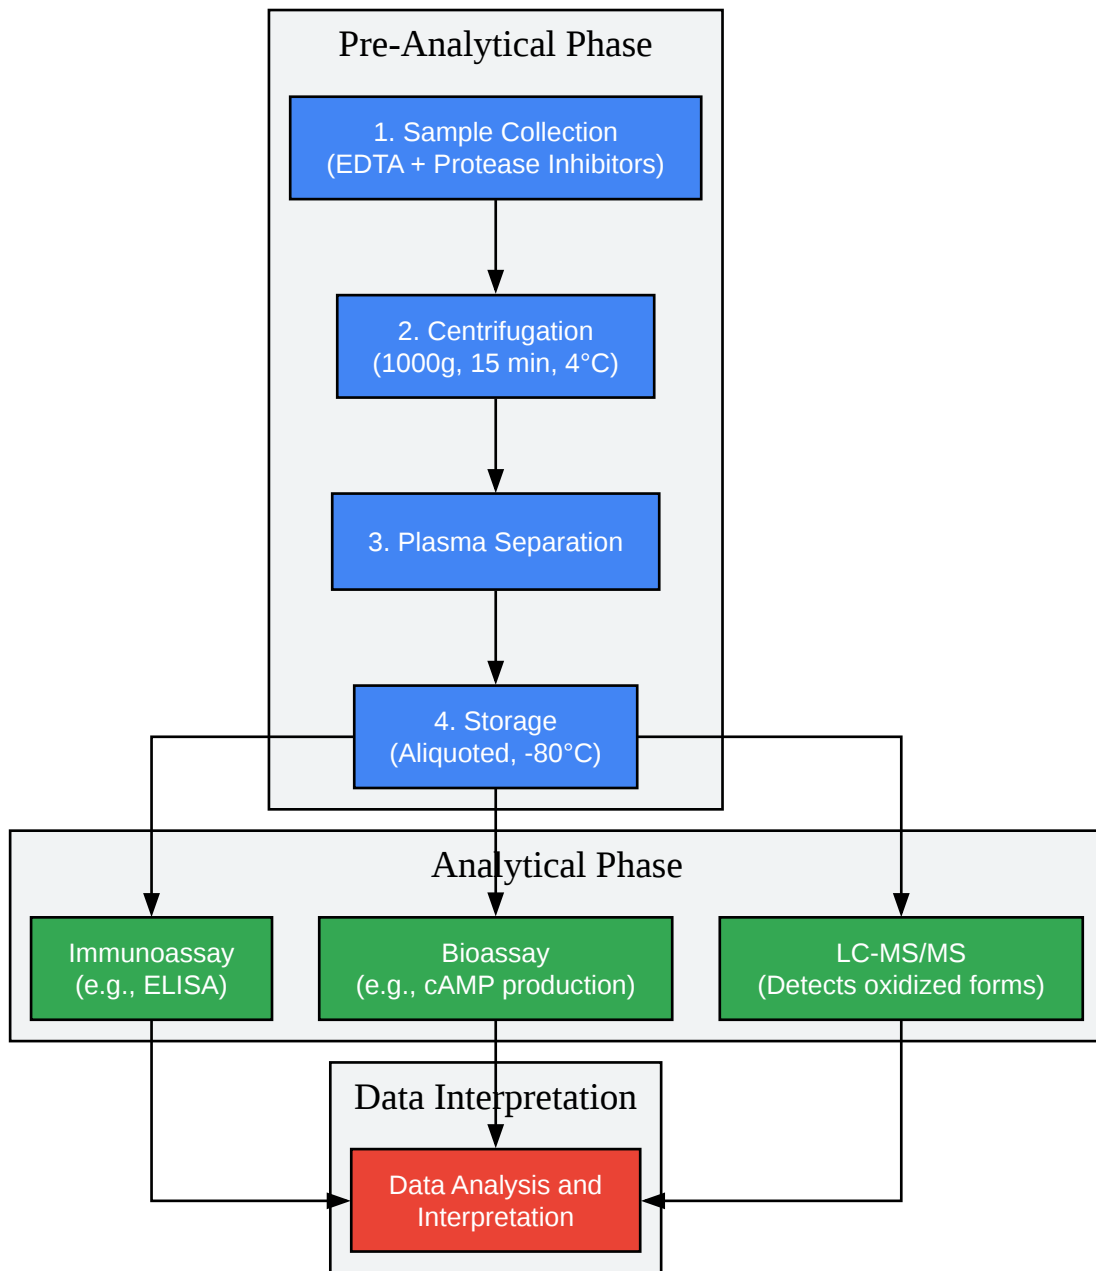 Pre-Analytical Phase
1. Sample Collection
(EDTA + Protease Inhibitors)
2. Centrifugation
(1000g, 15 min, 4°C)
3. Plasma Separation
4. Storage
(Aliquoted, -80°C)
Analytical Phase
Immunoassay
(e.g., ELISA)
Bioassay
(e.g., cAMP production)
LC-MS/MS
(Detects oxidized forms)
Data Interpretation
Data Analysis and
Interpretation